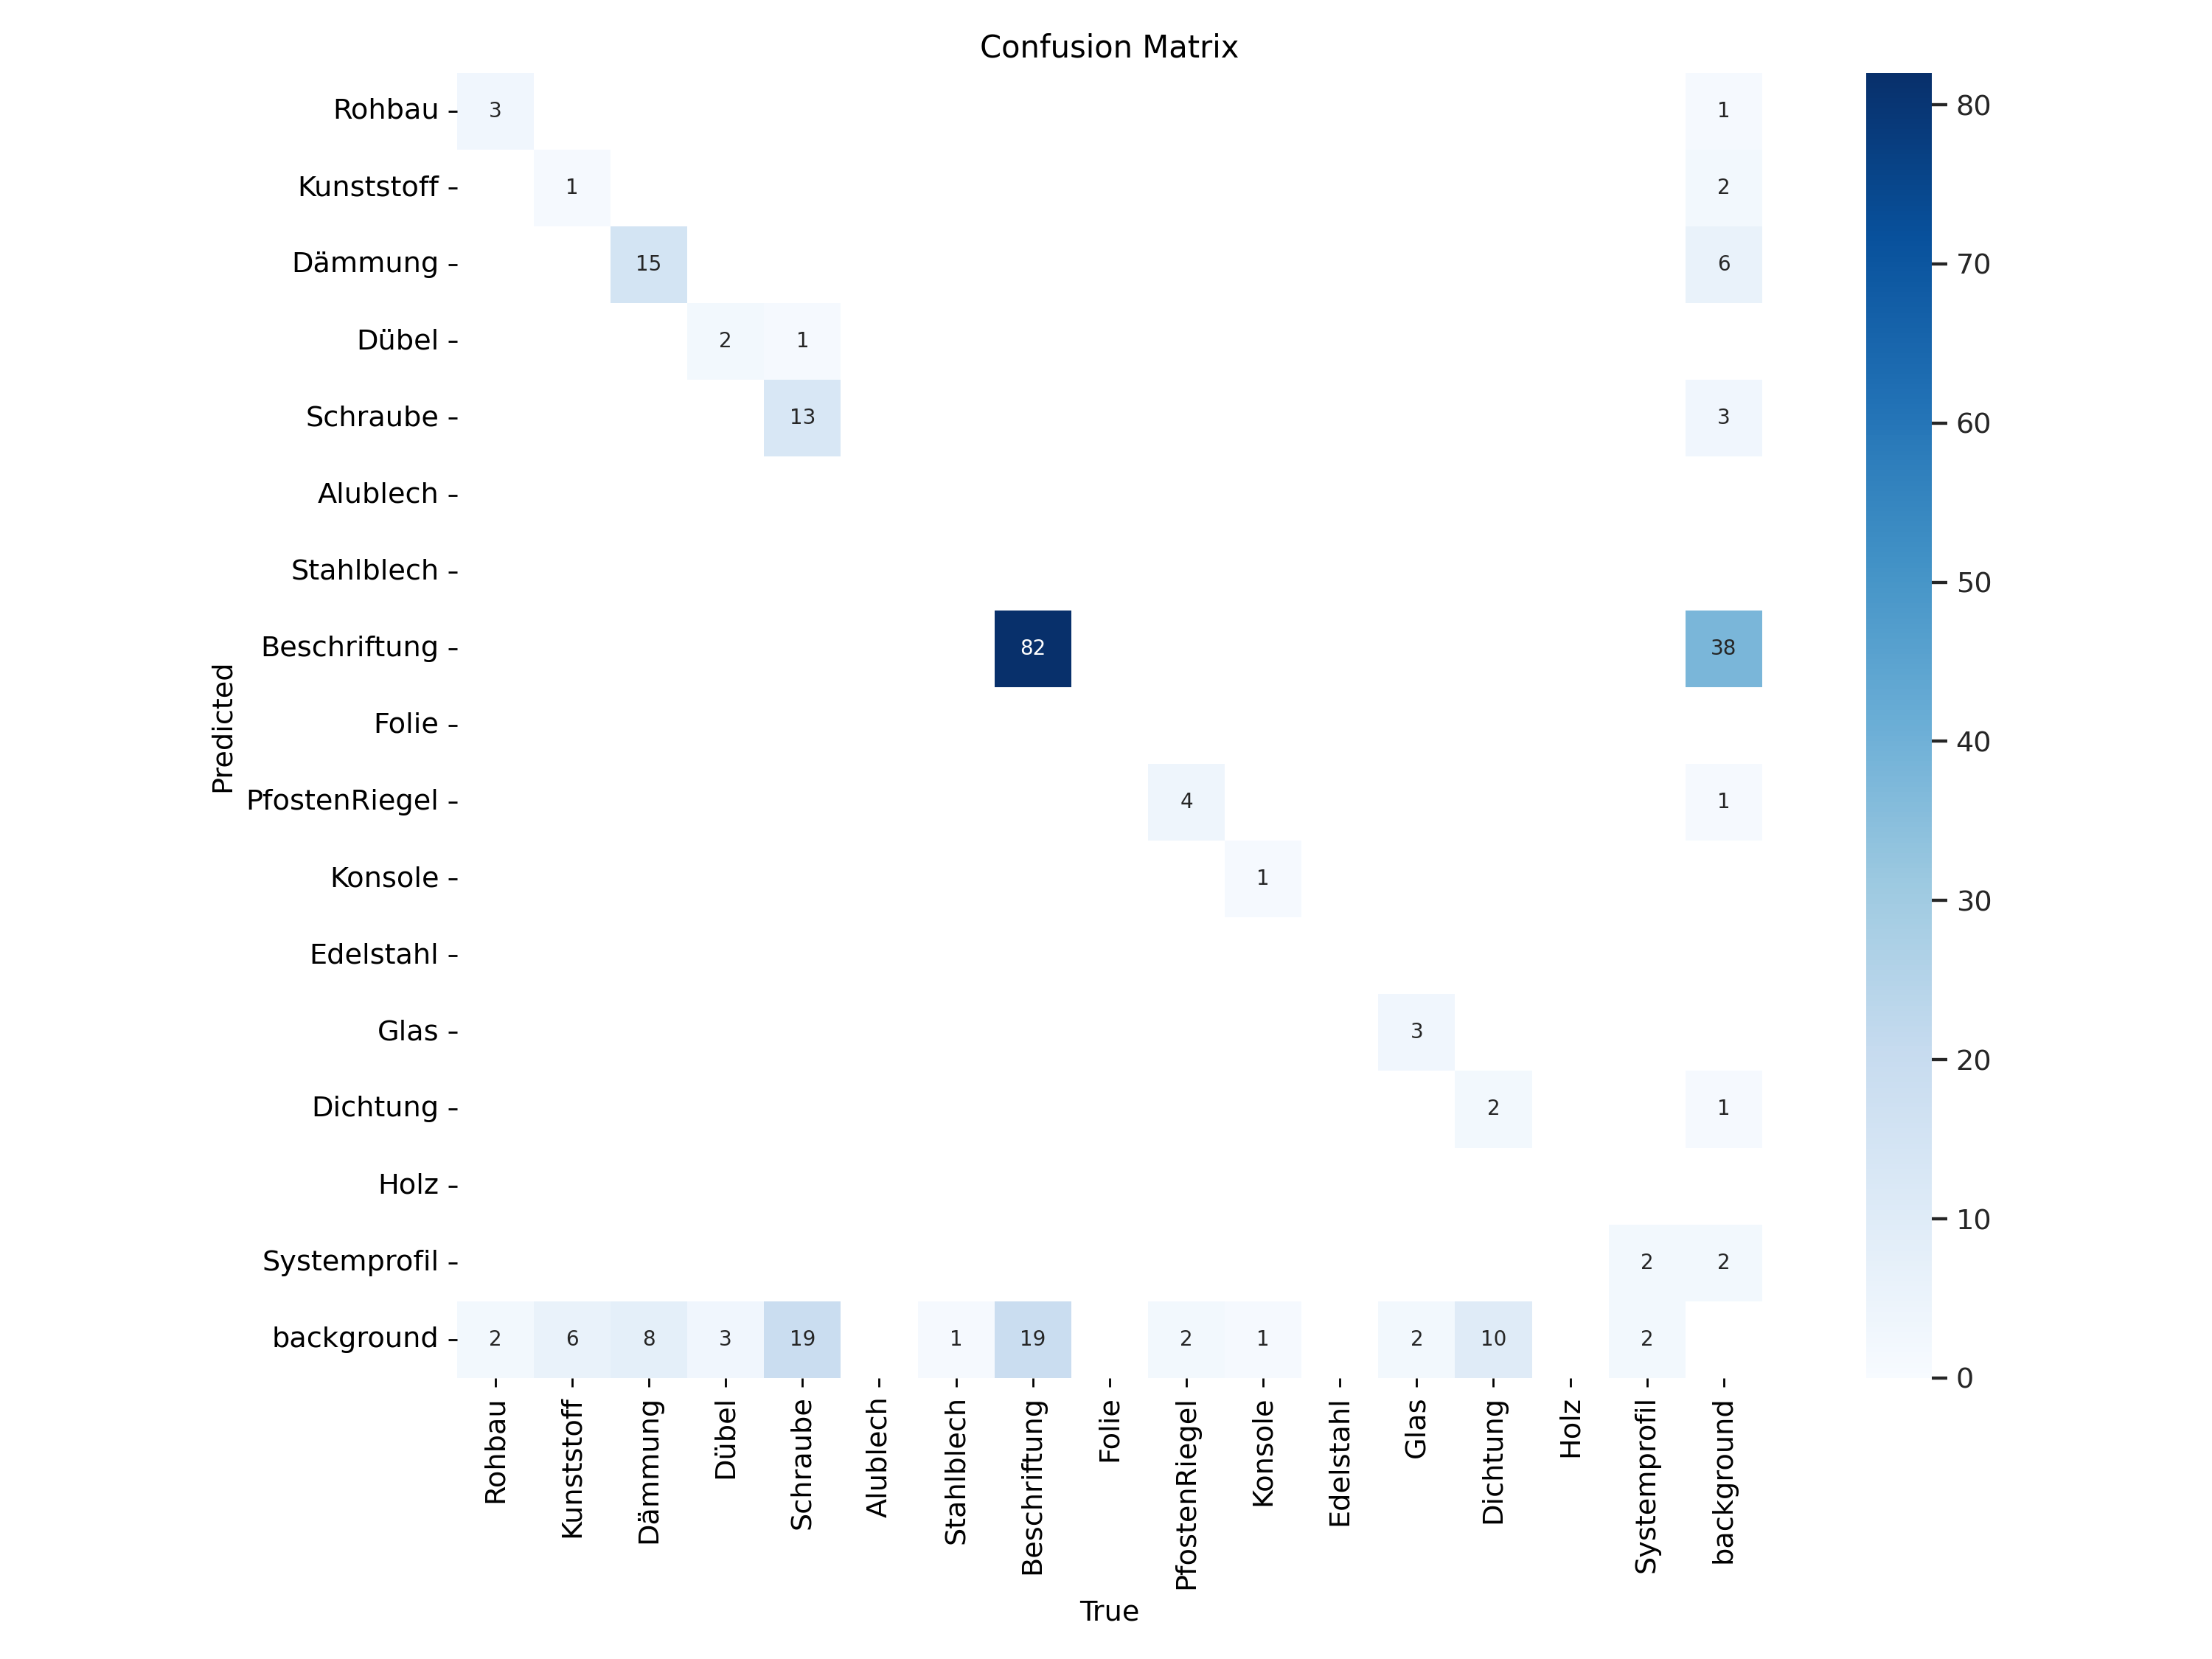 Confusion Matrix
Rohbau 3 1
Kunststoff 1 2
Dämmung 15 6
Dübel 2 1
Schraube 13 3
Alublech
Stahlblech
Beschriftung 82 38
Folie
PfostenRiegel 4 1
Konsole 1
Edelstahl
Glas 3
Dichtung 2 1
Holz
Systemprofil 2 2
background 2 6 8 3 19 1 19 2 1 2 10 2
Predicted
Rohbau Kunststoff Dämmung Dübel Schraube Alublech Stahlblech Beschriftung Folie PfostenRiegel Konsole Edelstahl Glas Dichtung Holz Systemprofil background
True
80
70
60
50
40
30
20
10
0